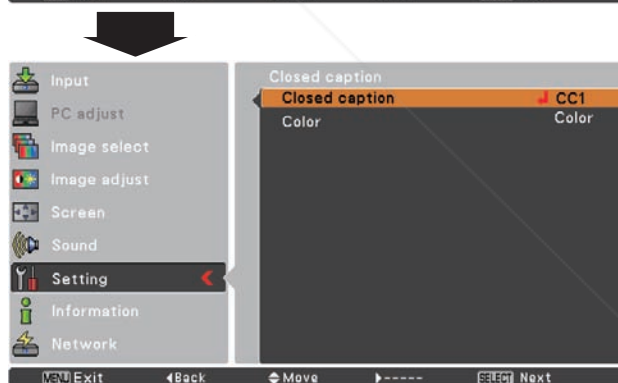 Input
PC adjust
Image select
Image adjust
Screen
Sound
Setting
Information
Network
Closed caption
Closed caption CC1
Color Color
MENU Exit ◀Back Move ▶----- SELECT Next